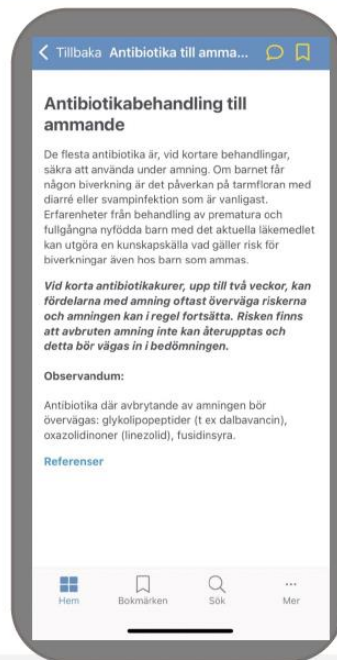 Tillbaka Antibiotika till amma...
Antibiotikabehandling till
ammande
De flesta antibiotika är, vid kortare behandlingar,
säkra att använda under amning. Om barnet får
någon biverkning är det påverkan på tarmfloran med
diarré eller svampinfektion som är vanligast.
Erfarenheter från behandling av prematura och
fullgångna nyfödda barn med det aktuella läkemedlet
kan utgöra en kunskapskälla vad gäller risk för
biverkningar även hos barn som ammas.
Vid korta antibiotikakurer, upp till två veckor, kan
fördelarna med amning oftast överväga riskerna
och amningen kan i regel fortsätta. Risken finns
att avbruten amning inte kan återupptas och
detta bör vägas in i bedömningen.
Observandum:
Antibiotika där avbrytande av amningen bör
övervägas: glykolipopeptider (t ex dalbavancin),
oxazolidinoner (linezolid), fusidinsyra.
Referenser
Hem Bokmärken Sök Mer